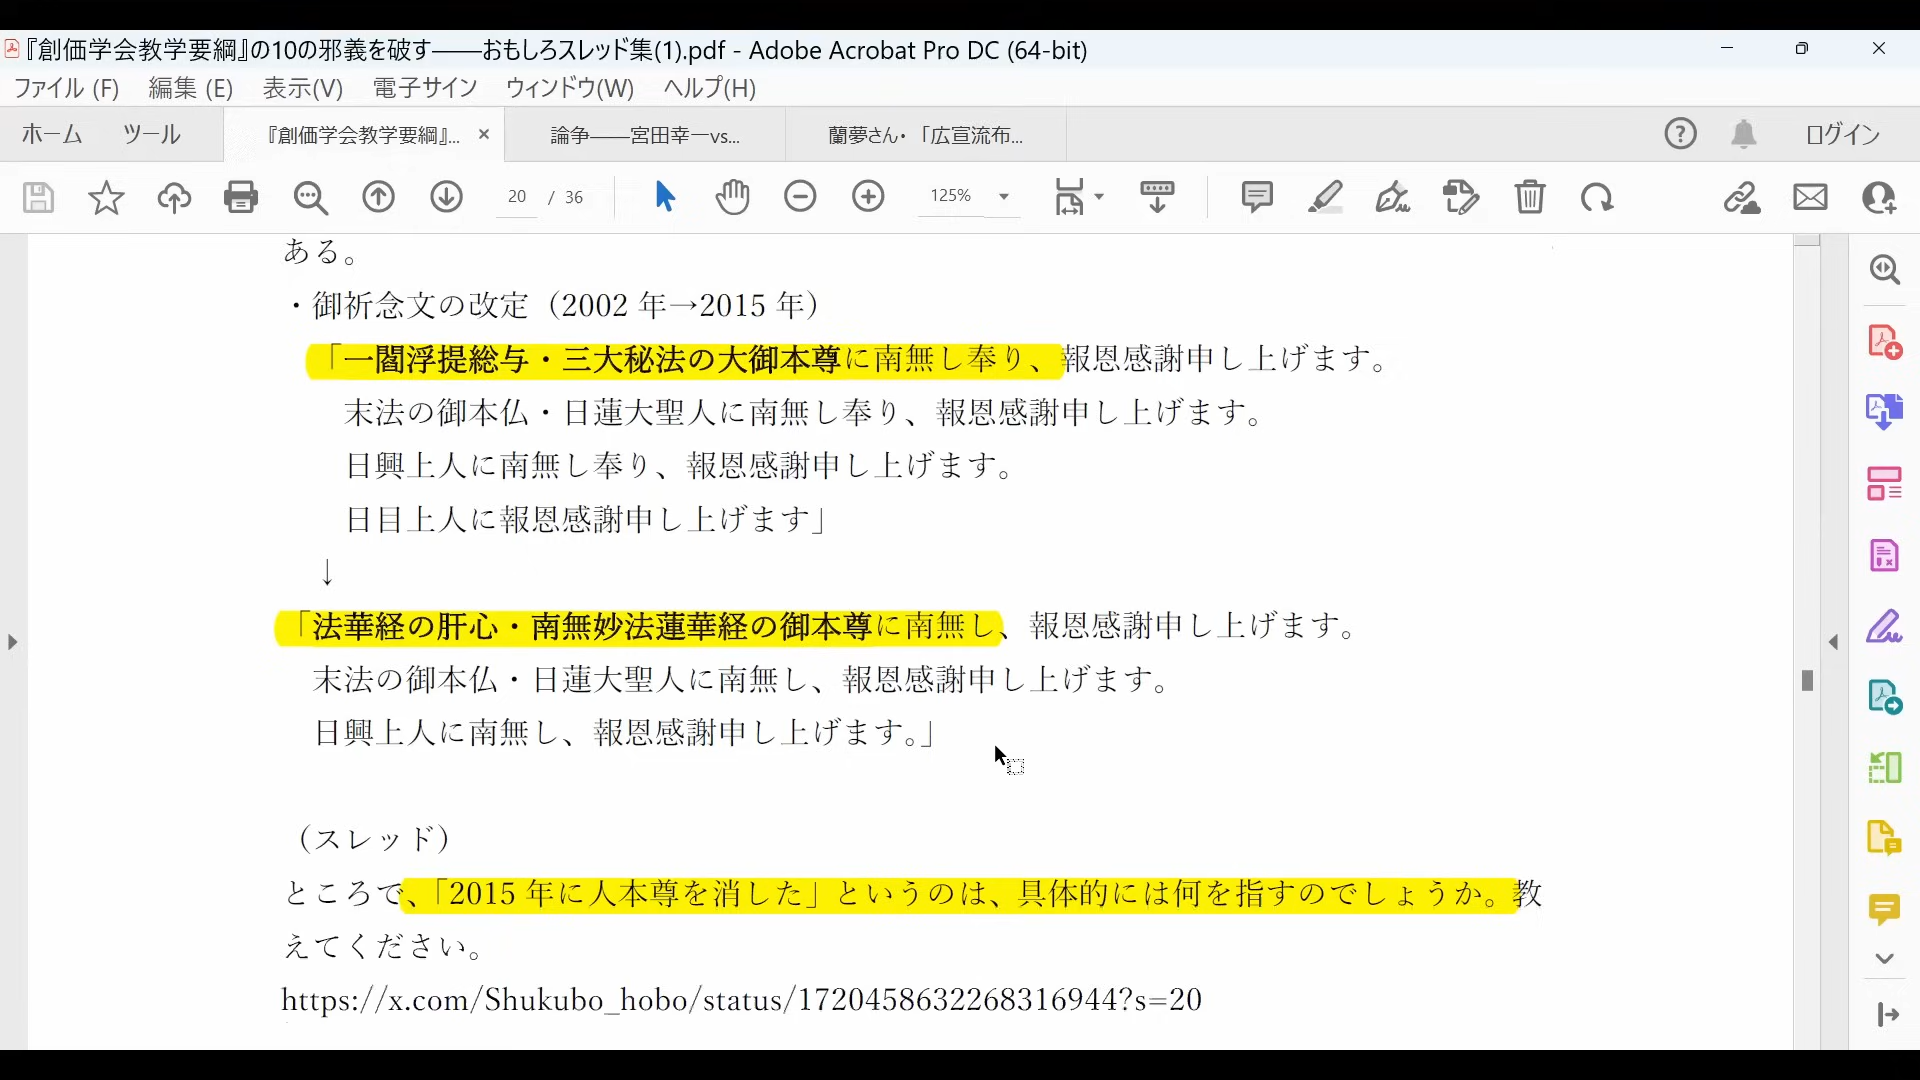 『創価学会教学要綱』の10の邪義を破す――おもしろスレッド集(1).pdf - Adobe Acrobat Pro DC (64-bit)
ファイル (F) 編集 (E) 表示(V) 電子サイン ウィンドウ(W) ヘルプ(H)
ホーム ツール 『創価学会教学要綱』... × 論争――宮田幸一vs... 蘭夢さん・「広宣流布... ログイン
20 / 36 125%
ある。
・御祈念文の改定（2002 年→2015 年）
「一閻浮提総与・三大秘法の大御本尊に南無し奉り、報恩感謝申し上げます。
末法の御本仏・日蓮大聖人に南無し奉り、報恩感謝申し上げます。
日興上人に南無し奉り、報恩感謝申し上げます。
日目上人に報恩感謝申し上げます」
↓
「法華経の肝心・南無妙法蓮華経の御本尊に南無し、報恩感謝申し上げます。
末法の御本仏・日蓮大聖人に南無し、報恩感謝申し上げます。
日興上人に南無し、報恩感謝申し上げます。」
（スレッド）
ところで、「2015 年に人本尊を消した」というのは、具体的には何を指すのでしょうか。教
えてください。
https://x.com/Shukubo_hobo/status/1720458632268316944?s=20